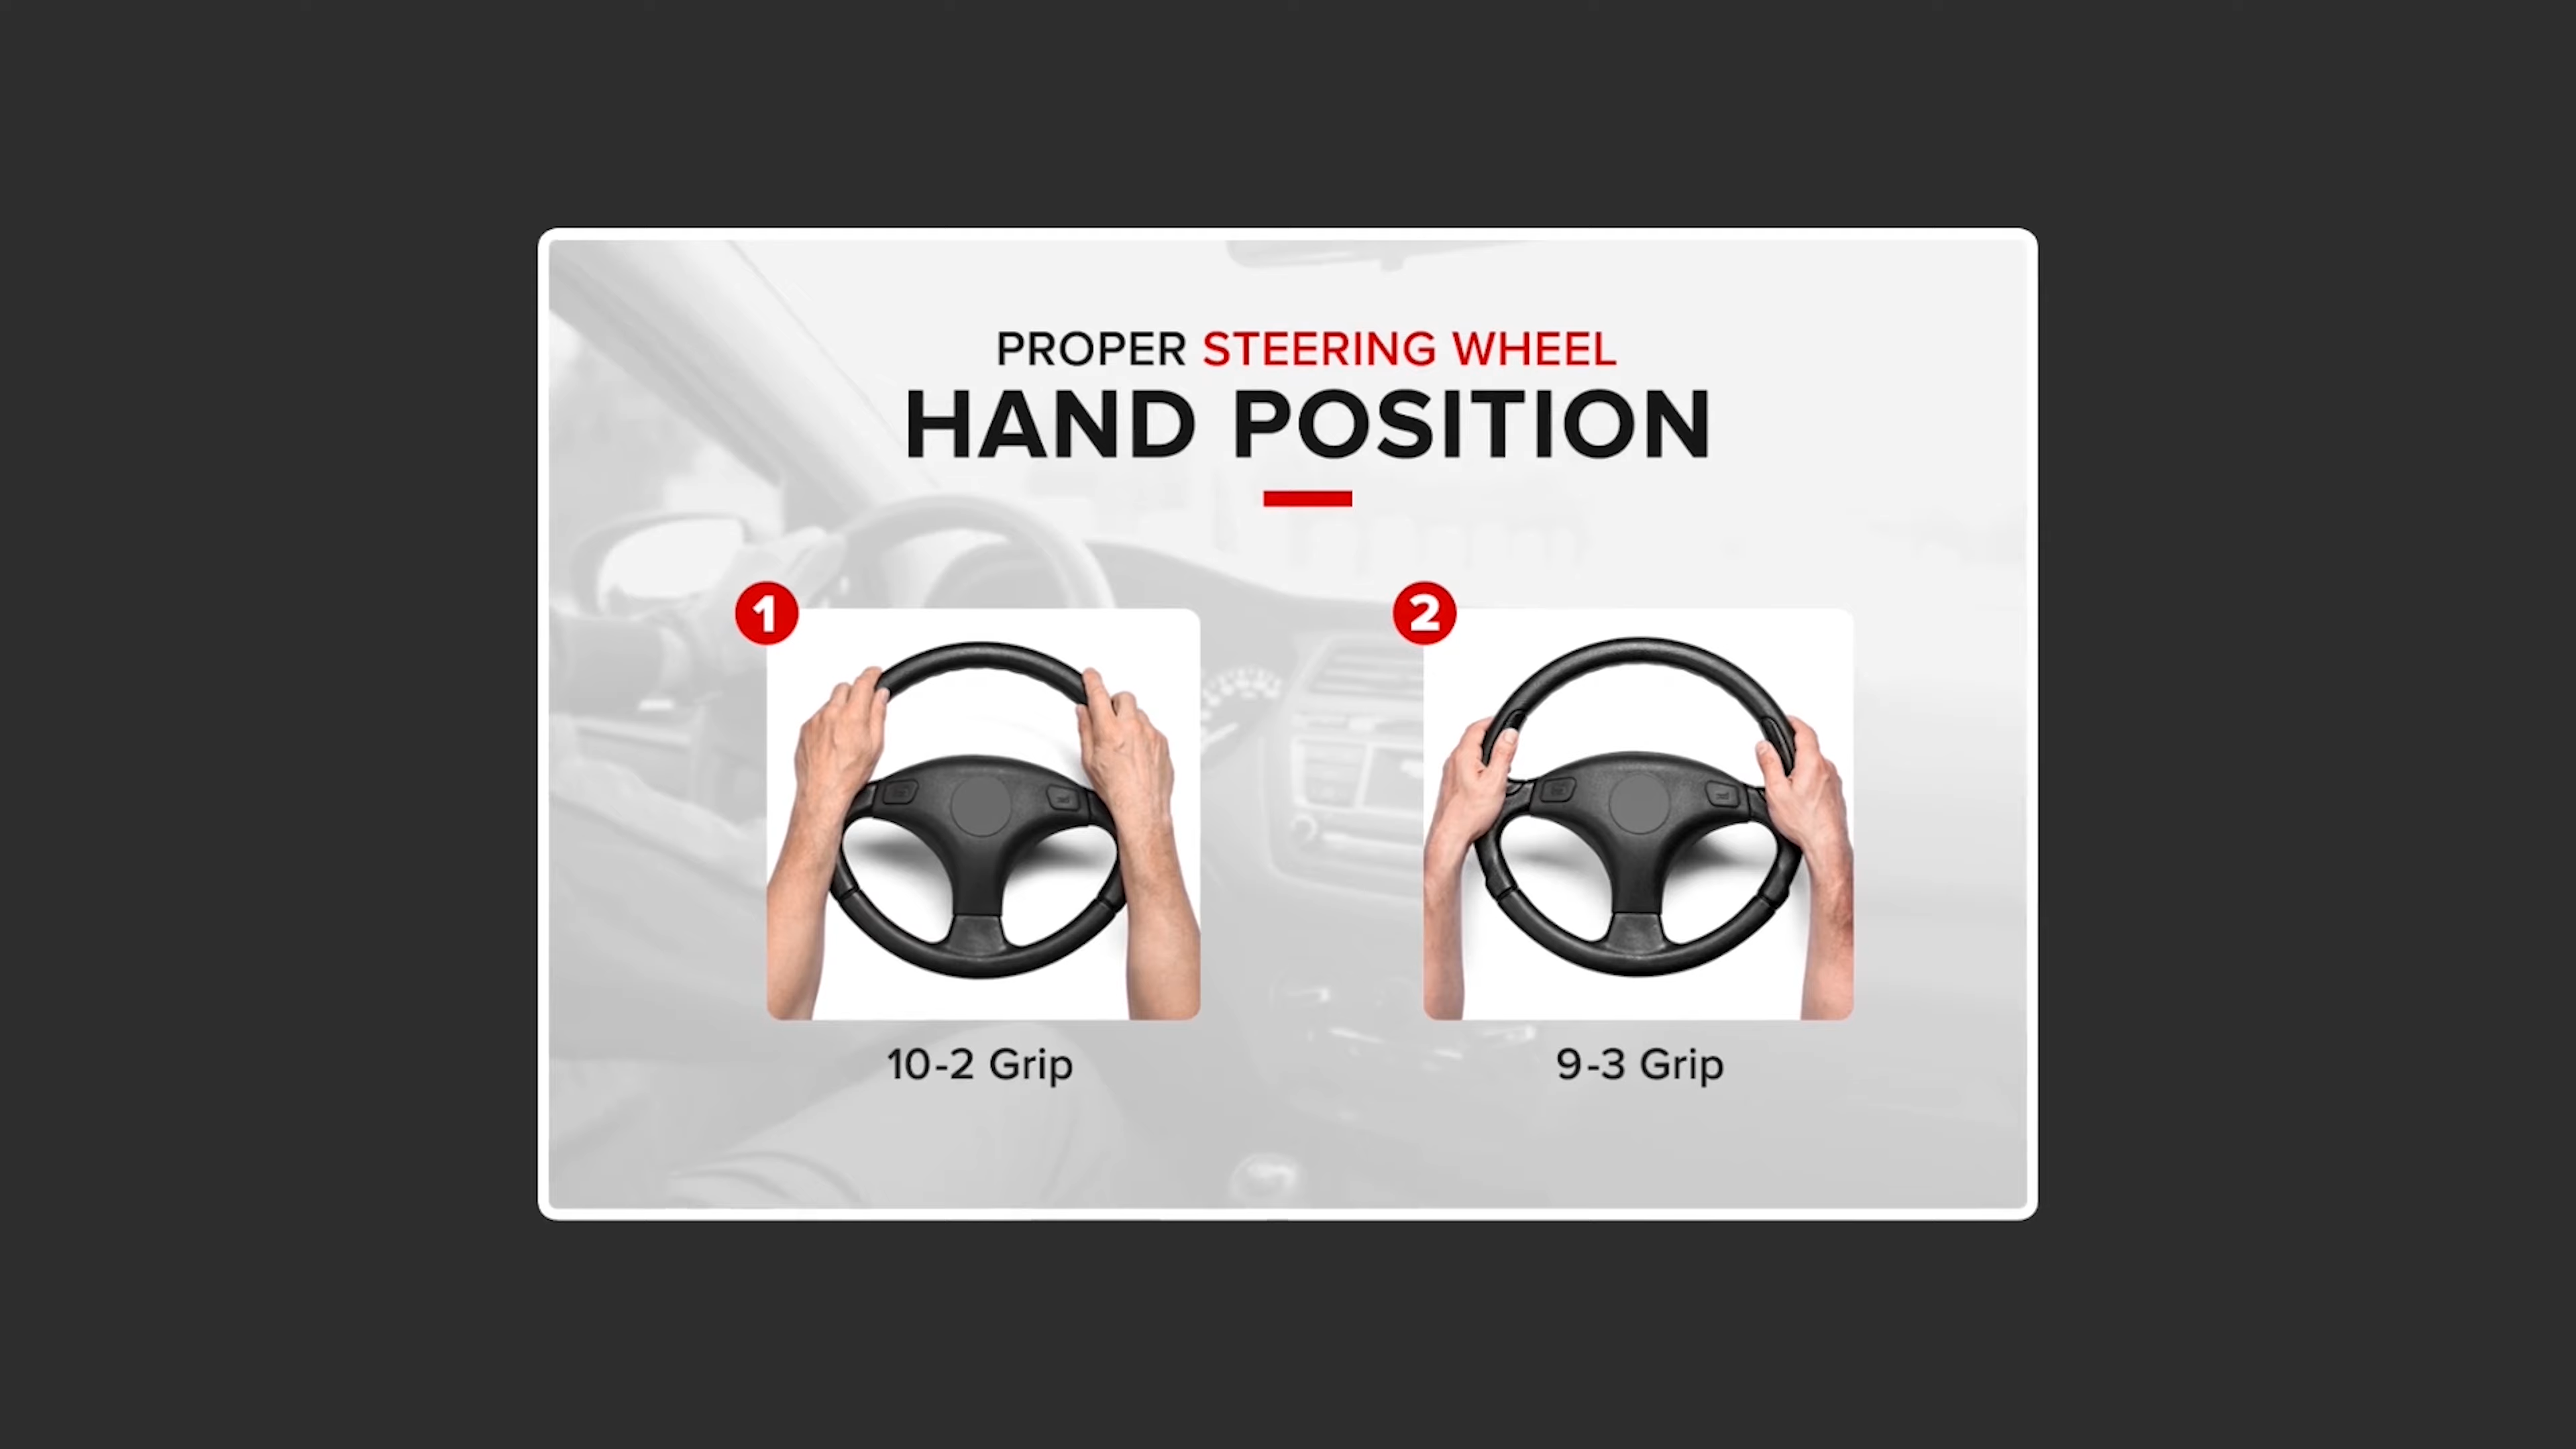 PROPER STEERING WHEEL
HAND POSITION
1
2
10-2 Grip
9-3 Grip